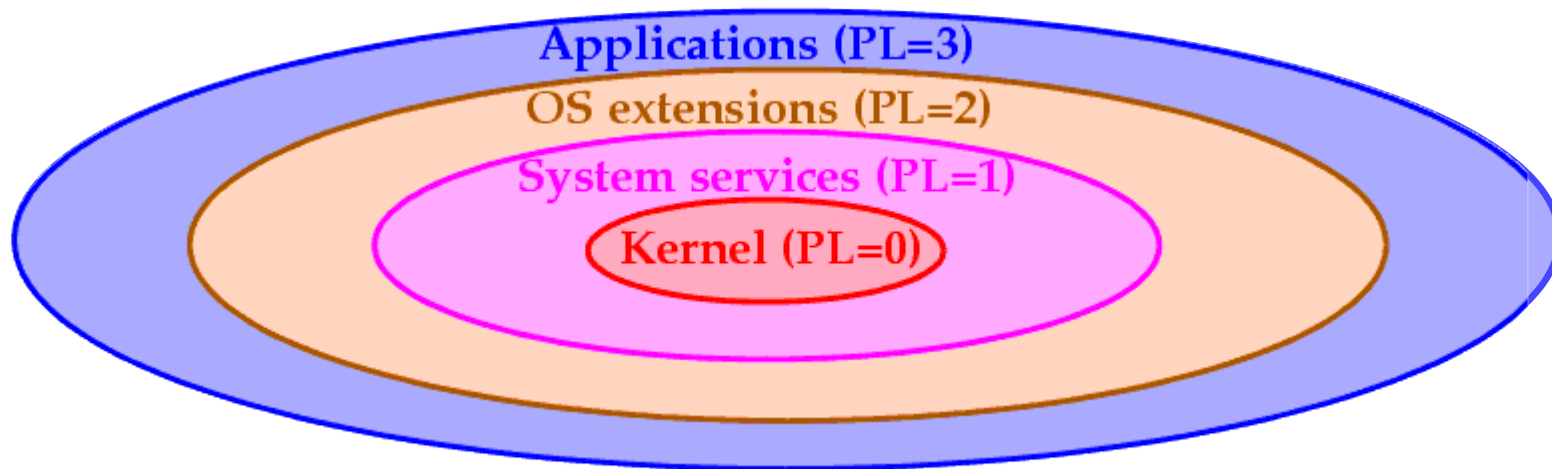 Applications (PL=3)
OS extensions (PL=2)
System services (PL=1)
Kernel (PL=0)